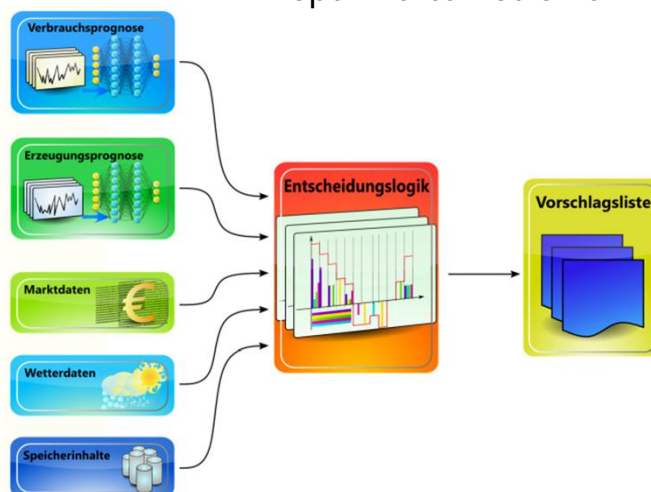 Verbrauchsprognose
Erzeugungsprognose
Marktdaten
€
Wetterdaten
Speicherinhalte
Entscheidungslogik
Vorschlagsliste